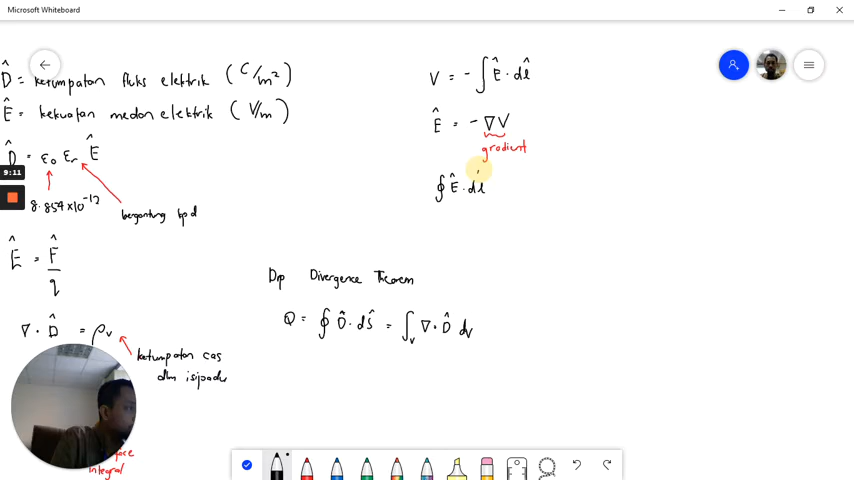 Microsoft Whiteboard
D̂ = ketumpatan fluks elektrik (C/m²)
Ê = kekuatan medan elektrik (V/m)
D̂ = ε₀ εᵣ Ê
9:11
8.854 × 10⁻¹²
bergantung kpd
Ê = F̂ / q
∇ · D̂ = ρᵥ
ketumpatan cas
dlm isipadu
integral
V = - ∫ Ê · dl̂
Ê = - ∇V
gradient
∮ Ê · dl
Drp Divergence Theorem
Q = ∮ D̂ · dŝ = ∫ᵥ ∇ · D̂ dv